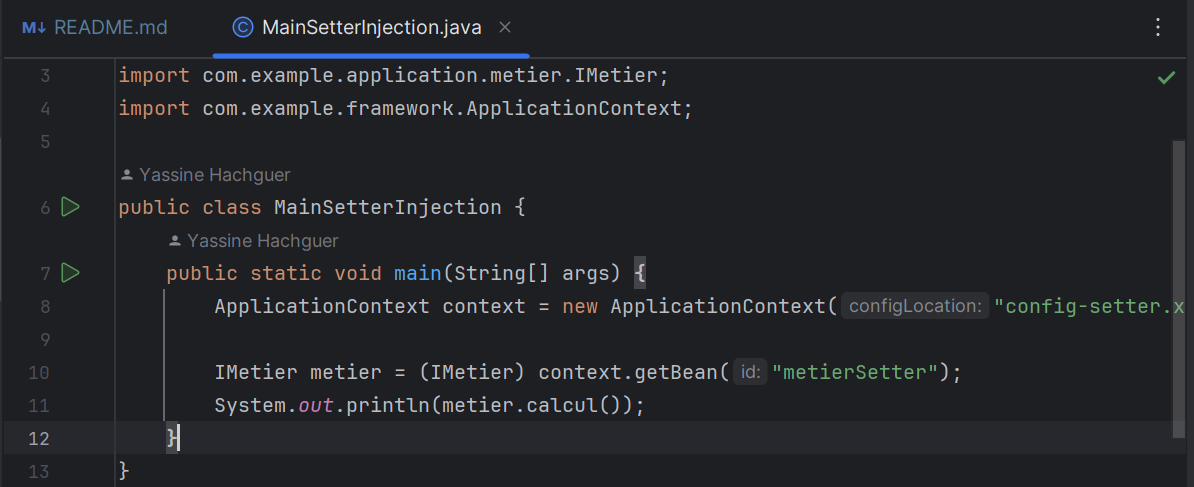 M↓ README.md
MainSetterInjection.java
3 import com.example.application.metier.IMetier;
4 import com.example.framework.ApplicationContext;
5
Yassine Hachguer
6 public class MainSetterInjection {
Yassine Hachguer
7 public static void main(String[] args) {
8 ApplicationContext context = new ApplicationContext( configLocation: "config-setter.x
9
10 IMetier metier = (IMetier) context.getBean( id: "metierSetter");
11 System.out.println(metier.calcul());
12 }
13 }